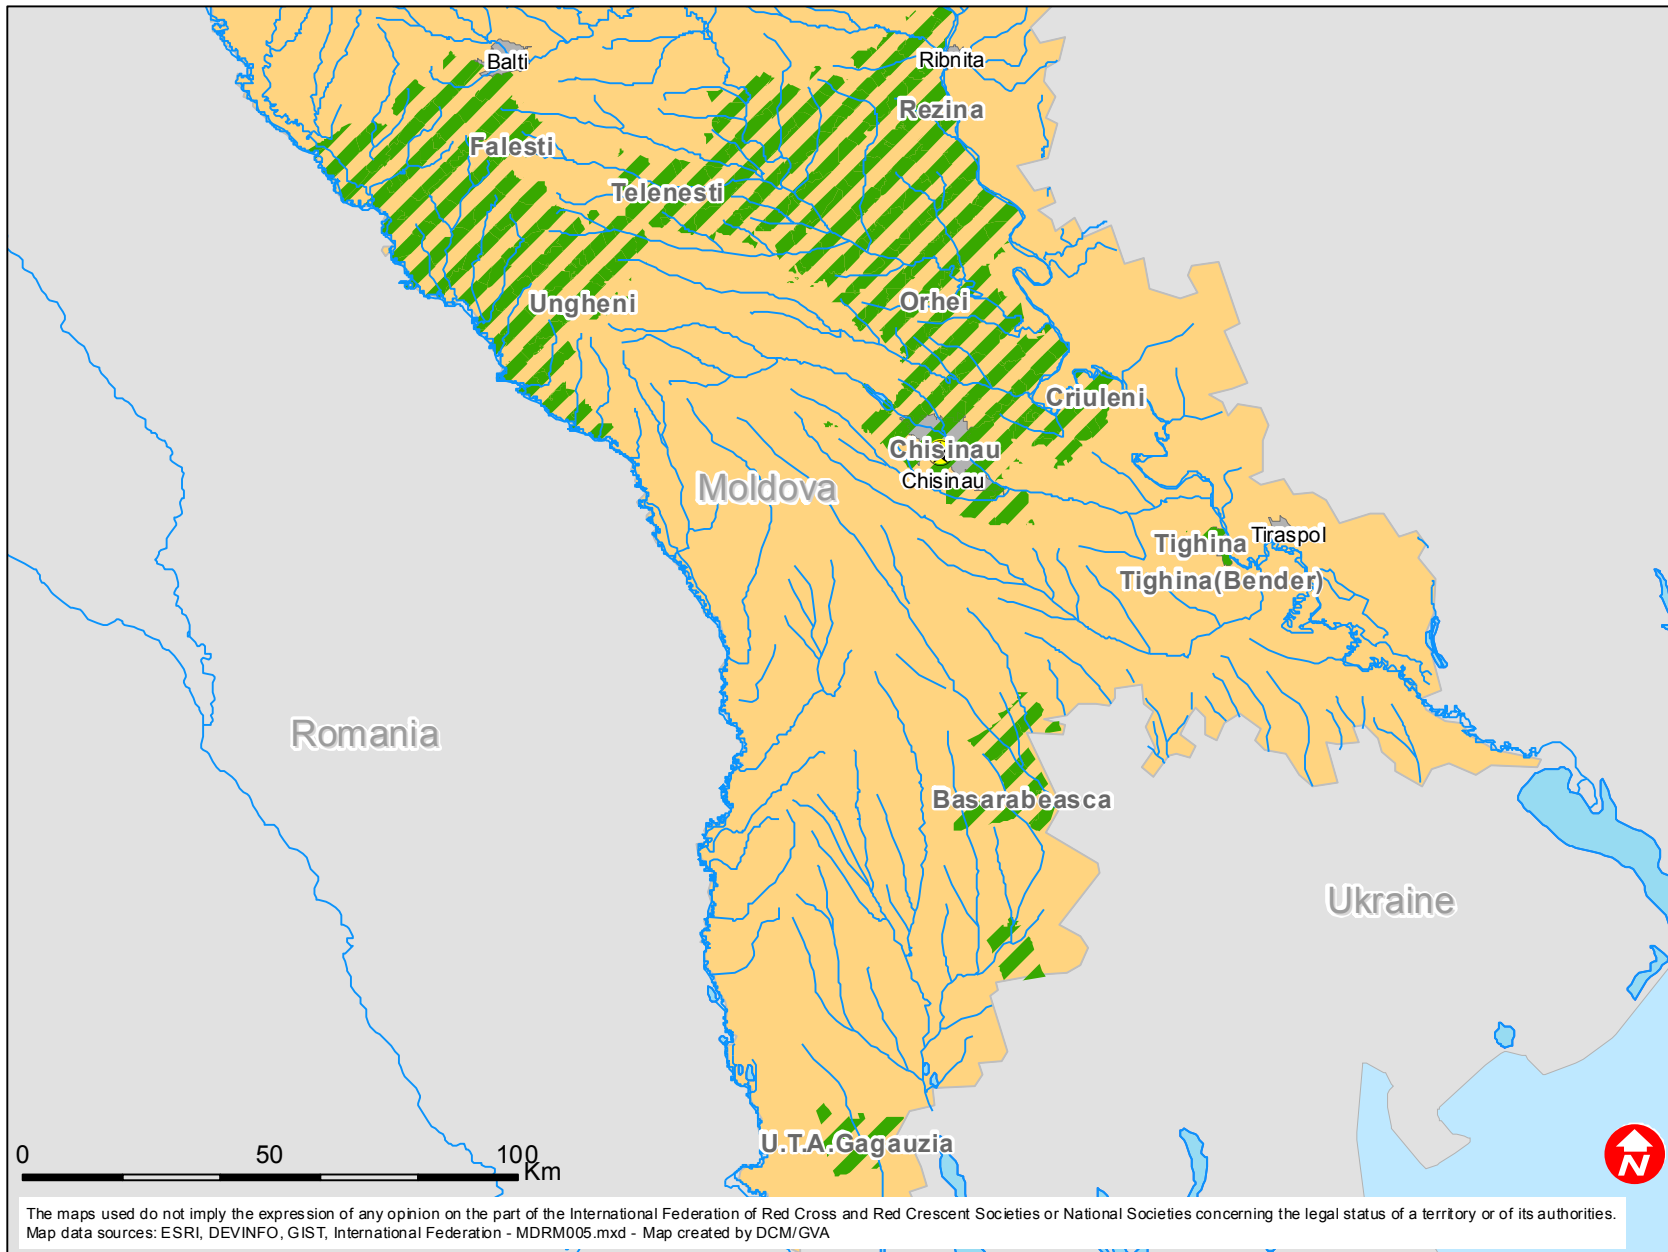 Balti
Ribnita
Rezina
Falesti
Telenesti
Ungheni
Orhei
Criuleni
Chisinau
Chisinau
Moldova
Tighina
Tiraspol
Tighina(Bender)
Romania
Basarabeasca
Ukraine
U.T.A.Gagauzia
0 50 100
Km
N
The maps used do not imply the expression of any opinion on the part of the International Federation of Red Cross and Red Crescent Societies or National Societies concerning the legal status of a territory or of its authorities.
Map data sources: ESRI, DEVINFO, GIST, International Federation - MDRM005.mxd - Map created by DCM/GVA